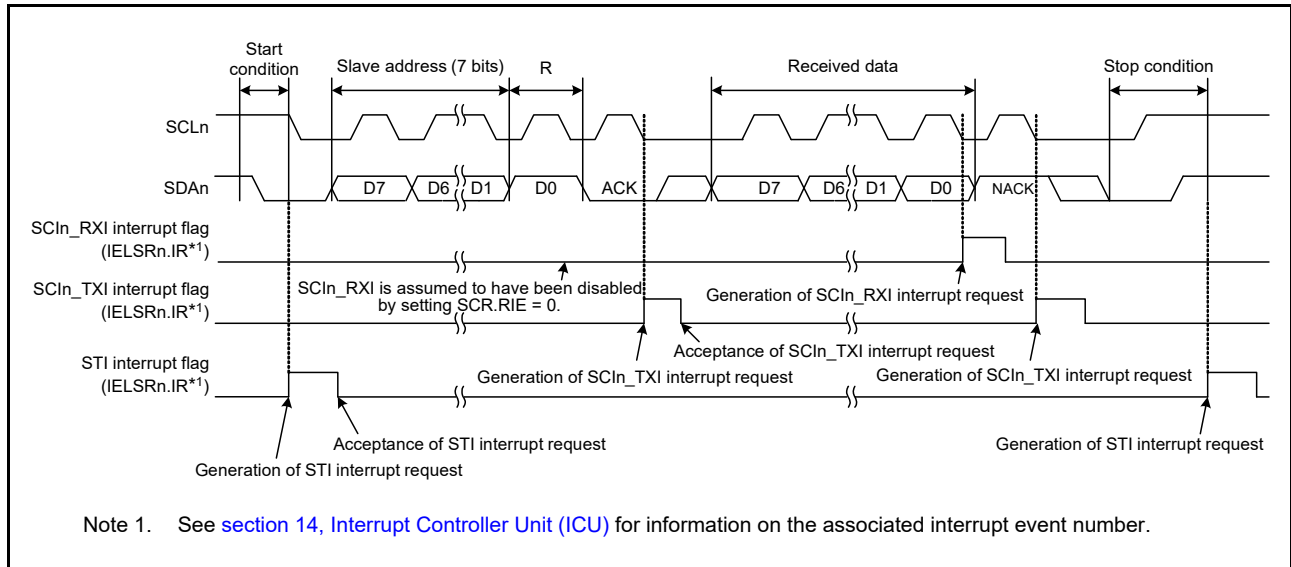 Start
condition
Slave address (7 bits)
R
Received data
Stop condition
SCLn
SDAn
D7
D6
D1
D0
ACK
D7
D6
D1
D0
NACK
SCIn_RXI interrupt flag
(IELSRn.IR*1)
SCIn_RXI is assumed to have been disabled
by setting SCR.RIE = 0.
Generation of SCIn_RXI interrupt request
SCIn_TXI interrupt flag
(IELSRn.IR*1)
Acceptance of SCIn_TXI interrupt request
Generation of SCIn_TXI interrupt request
Generation of SCIn_TXI interrupt request
STI interrupt flag
(IELSRn.IR*1)
Acceptance of STI interrupt request
Generation of STI interrupt request
Generation of STI interrupt request
Note 1. See section 14, Interrupt Controller Unit (ICU) for information on the associated interrupt event number.